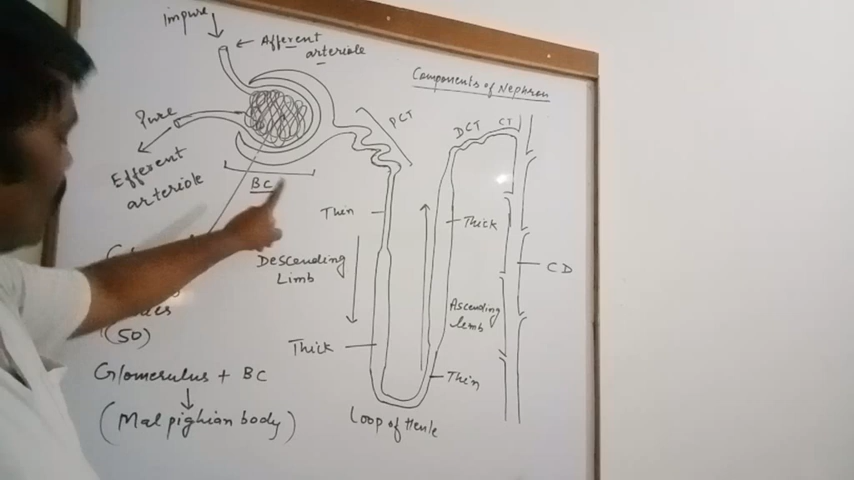 Impure
Afferent
arteriole
Components of Nephron
Pure
PCT
DCT
CT
Efferent
arteriole
BC
Thin
Thick
Descending
Limb
CD
Ascending
limb
(50)
Thick
Glomerulus + BC
Thin
(Malpighian body)
Loop of Henle